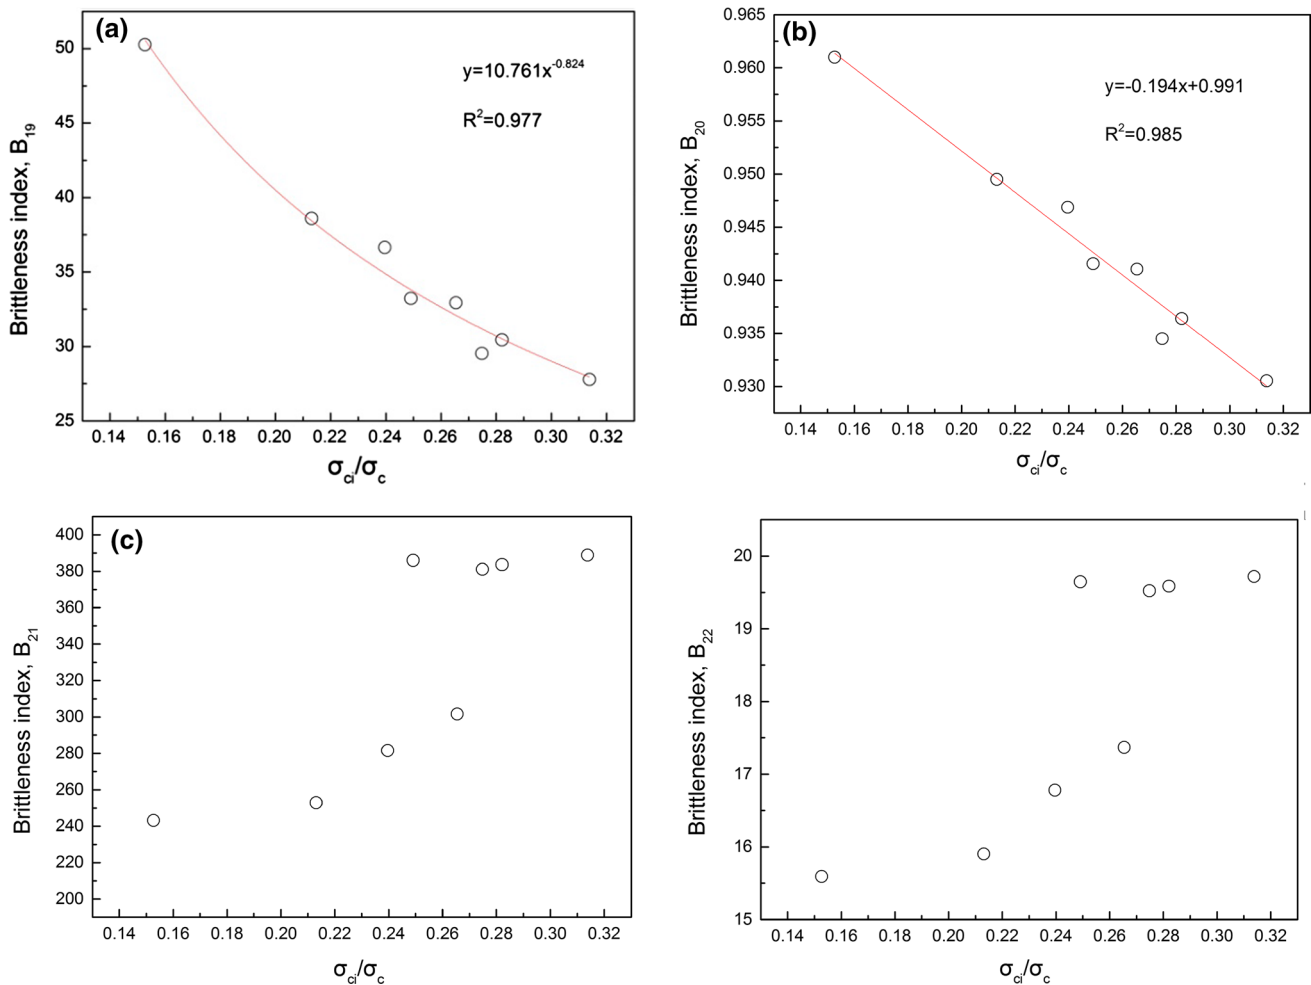 (a)
y=10.761x^-0.824
R²=0.977
Brittleness index, B₁₉
50
45
40
35
30
25
0.14 0.16 0.18 0.20 0.22 0.24 0.26 0.28 0.30 0.32
σci/σc
(b)
y=-0.194x+0.991
R²=0.985
Brittleness index, B₂₀
0.965
0.960
0.955
0.950
0.945
0.940
0.935
0.930
0.14 0.16 0.18 0.20 0.22 0.24 0.26 0.28 0.30 0.32
σci/σc
(c)
Brittleness index, B₂₁
400
380
360
340
320
300
280
260
240
220
200
0.14 0.16 0.18 0.20 0.22 0.24 0.26 0.28 0.30 0.32
σci/σc
Brittleness index, B₂₂
20
19
18
17
16
15
0.14 0.16 0.18 0.20 0.22 0.24 0.26 0.28 0.30 0.32
σci/σc